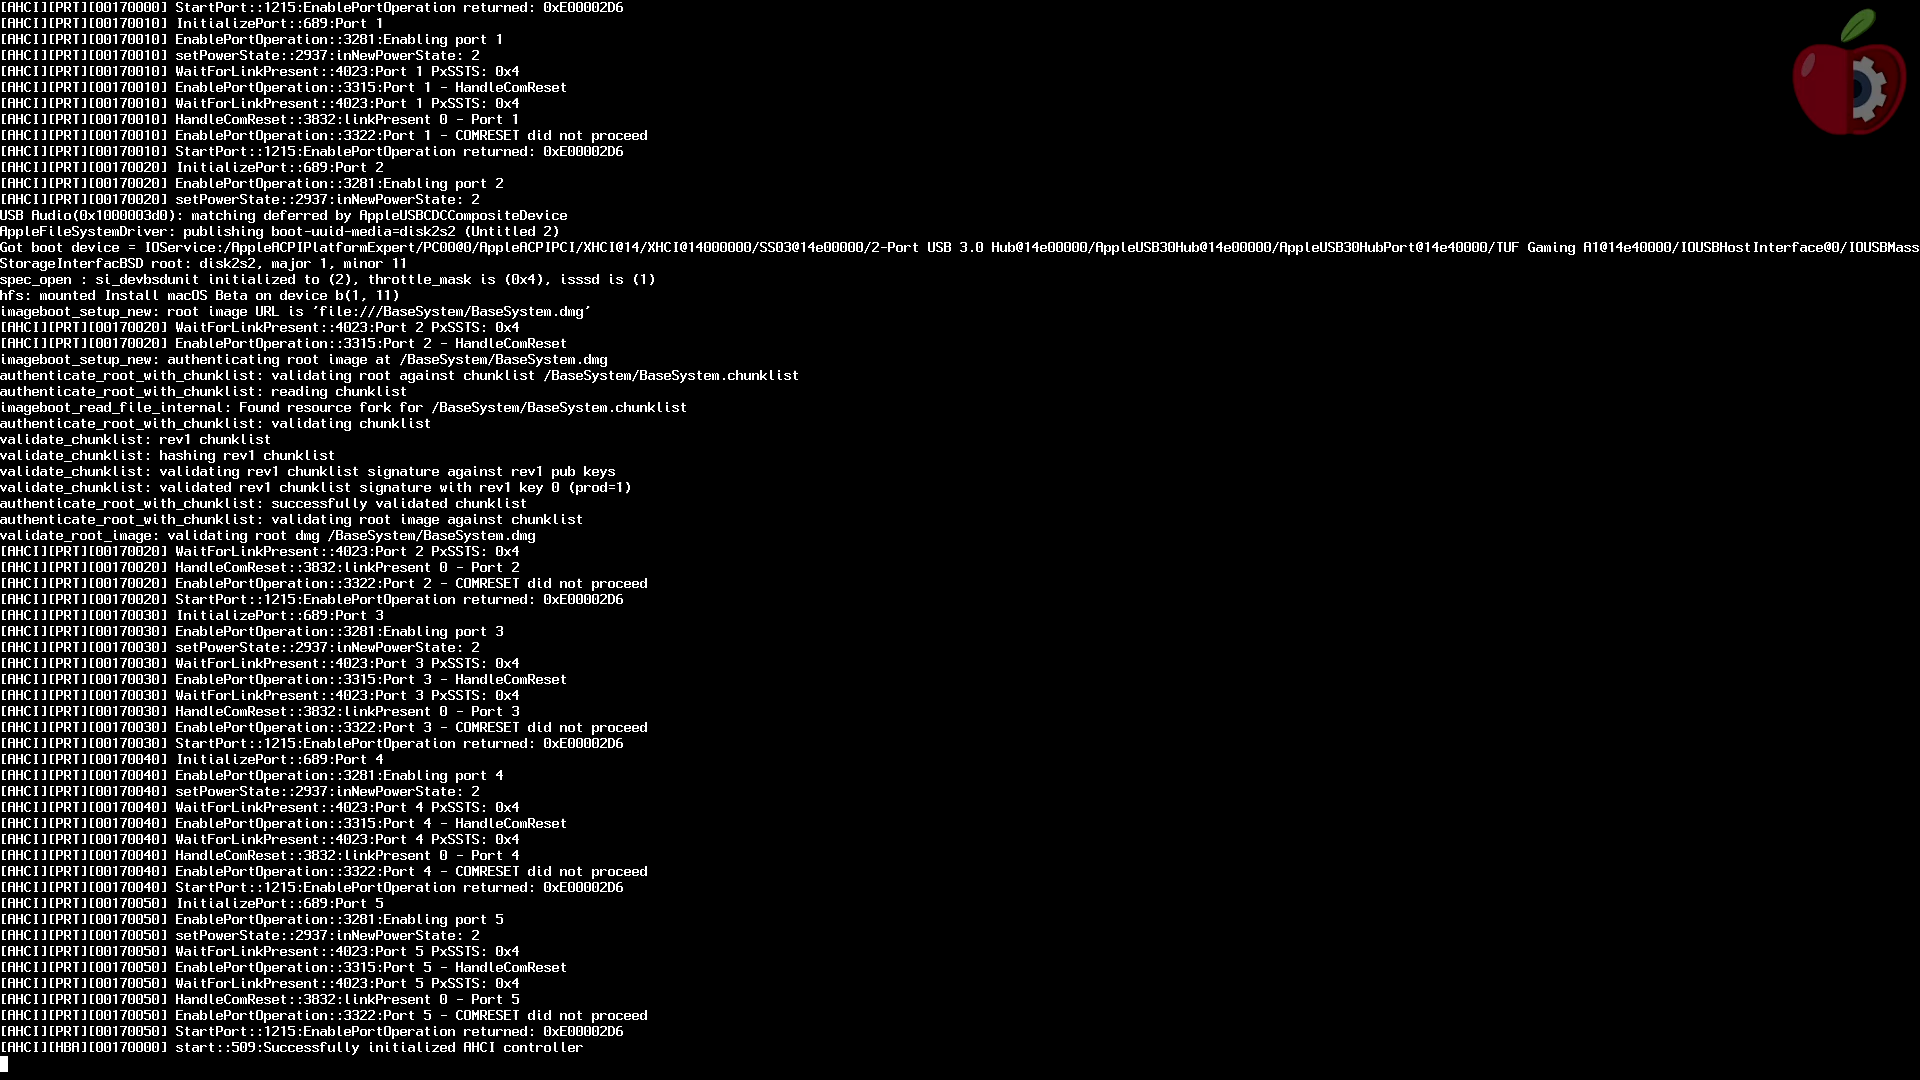 [AHCI][PRT][00170000] StartPort::1215:EnablePortOperation returned: 0xE00002D6
[AHCI][PRT][00170010] InitializePort::689:Port 1
[AHCI][PRT][00170010] EnablePortOperation::3281:Enabling port 1
[AHCI][PRT][00170010] setPowerState::2937:inNewPowerState: 2
[AHCI][PRT][00170010] WaitForLinkPresent::4023:Port 1 PxSSTS: 0x4
[AHCI][PRT][00170010] EnablePortOperation::3315:Port 1 - HandleComReset
[AHCI][PRT][00170010] WaitForLinkPresent::4023:Port 1 PxSSTS: 0x4
[AHCI][PRT][00170010] HandleComReset::3832:linkPresent 0 - Port 1
[AHCI][PRT][00170010] EnablePortOperation::3322:Port 1 - COMRESET did not proceed
[AHCI][PRT][00170010] StartPort::1215:EnablePortOperation returned: 0xE00002D6
[AHCI][PRT][00170020] InitializePort::689:Port 2
[AHCI][PRT][00170020] EnablePortOperation::3281:Enabling port 2
[AHCI][PRT][00170020] setPowerState::2937:inNewPowerState: 2
USB Audio(0x1000003d0): matching deferred by AppleUSBCDCCompositeDevice
AppleFileSystemDriver: publishing boot-uuid-media=disk2s2 (Untitled 2)
Got boot device = IOService:/AppleACPIPlatformExpert/PC00@0/AppleACPIPCI/XHCI@14/XHCI@14000000/SS03@14e00000/2-Port USB 3.0 Hub@14e00000/AppleUSB30Hub@14e00000/AppleUSB30HubPort@14e40000/TUF Gaming A1@14e40000/IOUSBHostInterface@0/IOUSBMass
StorageInterfacBSD root: disk2s2, major 1, minor 11
spec_open : si_devbsdunit initialized to (2), throttle_mask is (0x4), isssd is (1)
hfs: mounted Install macOS Beta on device b(1, 11)
imageboot_setup_new: root image URL is 'file:///BaseSystem/BaseSystem.dmg'
[AHCI][PRT][00170020] WaitForLinkPresent::4023:Port 2 PxSSTS: 0x4
[AHCI][PRT][00170020] EnablePortOperation::3315:Port 2 - HandleComReset
imageboot_setup_new: authenticating root image at /BaseSystem/BaseSystem.dmg
authenticate_root_with_chunklist: validating root against chunklist /BaseSystem/BaseSystem.chunklist
authenticate_root_with_chunklist: reading chunklist
imageboot_read_file_internal: Found resource fork for /BaseSystem/BaseSystem.chunklist
authenticate_root_with_chunklist: validating chunklist
validate_chunklist: rev1 chunklist
validate_chunklist: hashing rev1 chunklist
validate_chunklist: validating rev1 chunklist signature against rev1 pub keys
validate_chunklist: validated rev1 chunklist signature with rev1 key 0 (prod=1)
authenticate_root_with_chunklist: successfully validated chunklist
authenticate_root_with_chunklist: validating root image against chunklist
validate_root_image: validating root dmg /BaseSystem/BaseSystem.dmg
[AHCI][PRT][00170020] WaitForLinkPresent::4023:Port 2 PxSSTS: 0x4
[AHCI][PRT][00170020] HandleComReset::3832:linkPresent 0 - Port 2
[AHCI][PRT][00170020] EnablePortOperation::3322:Port 2 - COMRESET did not proceed
[AHCI][PRT][00170020] StartPort::1215:EnablePortOperation returned: 0xE00002D6
[AHCI][PRT][00170030] InitializePort::689:Port 3
[AHCI][PRT][00170030] EnablePortOperation::3281:Enabling port 3
[AHCI][PRT][00170030] setPowerState::2937:inNewPowerState: 2
[AHCI][PRT][00170030] WaitForLinkPresent::4023:Port 3 PxSSTS: 0x4
[AHCI][PRT][00170030] EnablePortOperation::3315:Port 3 - HandleComReset
[AHCI][PRT][00170030] WaitForLinkPresent::4023:Port 3 PxSSTS: 0x4
[AHCI][PRT][00170030] HandleComReset::3832:linkPresent 0 - Port 3
[AHCI][PRT][00170030] EnablePortOperation::3322:Port 3 - COMRESET did not proceed
[AHCI][PRT][00170030] StartPort::1215:EnablePortOperation returned: 0xE00002D6
[AHCI][PRT][00170040] InitializePort::689:Port 4
[AHCI][PRT][00170040] EnablePortOperation::3281:Enabling port 4
[AHCI][PRT][00170040] setPowerState::2937:inNewPowerState: 2
[AHCI][PRT][00170040] WaitForLinkPresent::4023:Port 4 PxSSTS: 0x4
[AHCI][PRT][00170040] EnablePortOperation::3315:Port 4 - HandleComReset
[AHCI][PRT][00170040] WaitForLinkPresent::4023:Port 4 PxSSTS: 0x4
[AHCI][PRT][00170040] HandleComReset::3832:linkPresent 0 - Port 4
[AHCI][PRT][00170040] EnablePortOperation::3322:Port 4 - COMRESET did not proceed
[AHCI][PRT][00170040] StartPort::1215:EnablePortOperation returned: 0xE00002D6
[AHCI][PRT][00170050] InitializePort::689:Port 5
[AHCI][PRT][00170050] EnablePortOperation::3281:Enabling port 5
[AHCI][PRT][00170050] setPowerState::2937:inNewPowerState: 2
[AHCI][PRT][00170050] WaitForLinkPresent::4023:Port 5 PxSSTS: 0x4
[AHCI][PRT][00170050] EnablePortOperation::3315:Port 5 - HandleComReset
[AHCI][PRT][00170050] WaitForLinkPresent::4023:Port 5 PxSSTS: 0x4
[AHCI][PRT][00170050] HandleComReset::3832:linkPresent 0 - Port 5
[AHCI][PRT][00170050] EnablePortOperation::3322:Port 5 - COMRESET did not proceed
[AHCI][PRT][00170050] StartPort::1215:EnablePortOperation returned: 0xE00002D6
[AHCI][HBA][00170000] start::509:Successfully initialized AHCI controller